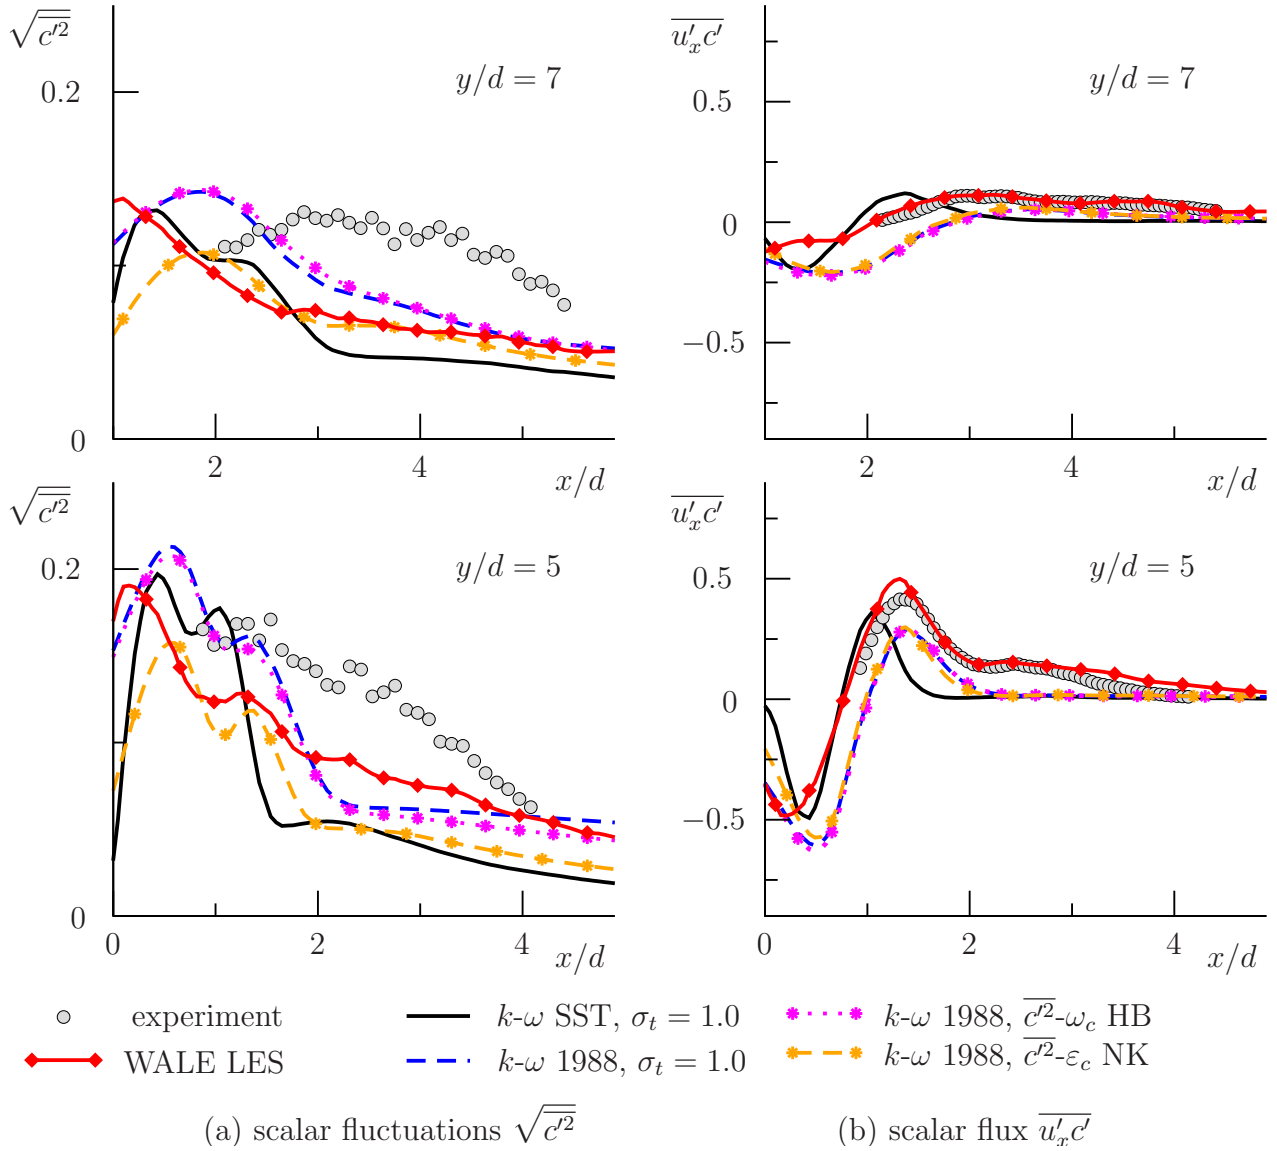 √c′² u′ₓc′
y/d = 7 y/d = 7
0.2 0.5
0
−0.5
0
2 4 2 4
x/d x/d
√c′² u′ₓc′
y/d = 5 y/d = 5
0.2 0.5
0
−0.5
0
0 2 4 0 2 4
x/d x/d
experiment k-ω SST, σₜ = 1.0 k-ω 1988, c′²-ω꜀ HB
WALE LES k-ω 1988, σₜ = 1.0 k-ω 1988, c′²-ε꜀ NK
(a) scalar fluctuations √c′² (b) scalar flux u′ₓc′